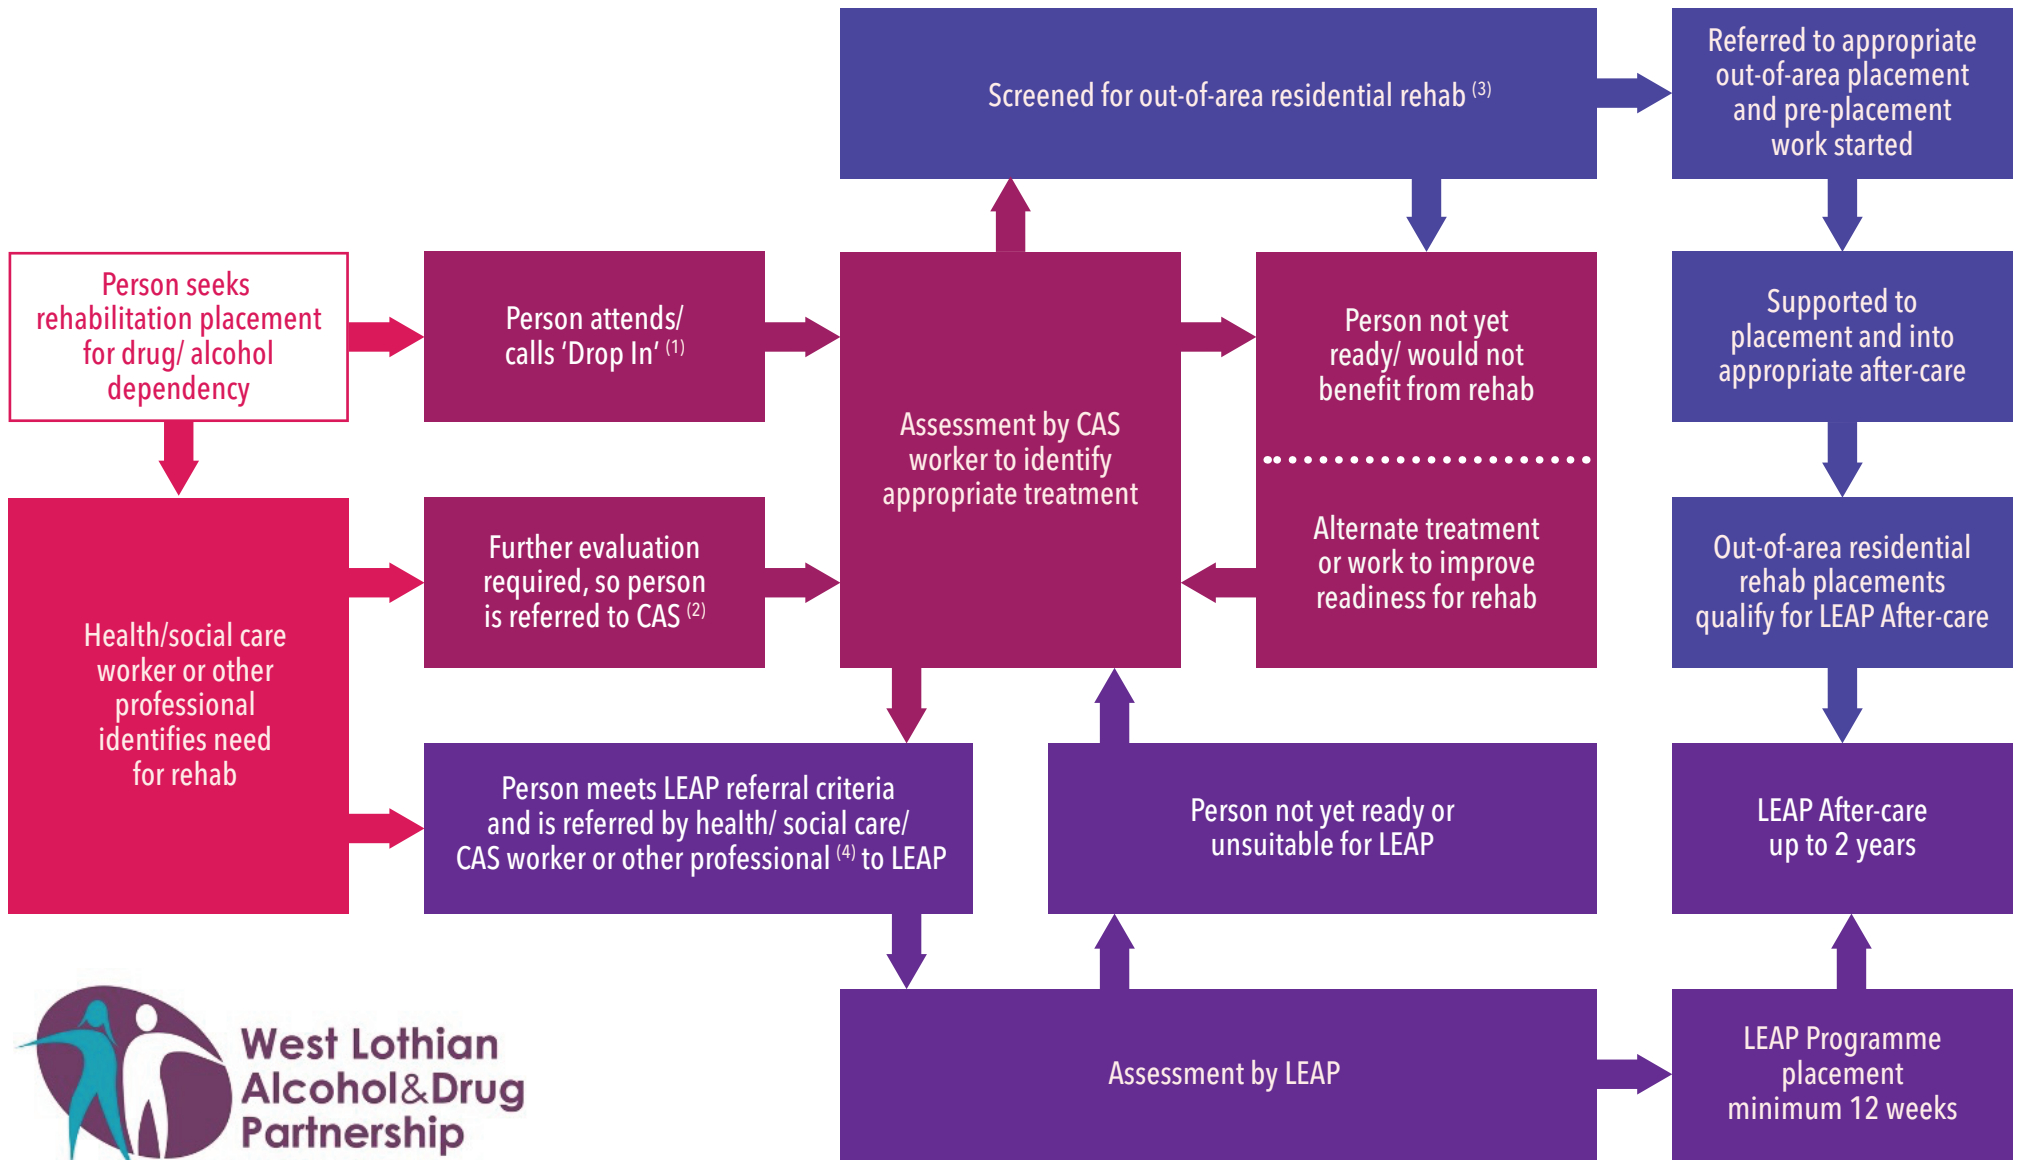 Screened for out-of-area residential rehab (3)
Referred to appropriate
out-of-area placement
and pre-placement
work started
Person seeks
rehabilitation placement
for drug/ alcohol
dependency
Person attends/
calls ‘Drop In’ (1)
Assessment by CAS
worker to identify
appropriate treatment
Person not yet
ready/ would not
benefit from rehab
Alternate treatment
or work to improve
readiness for rehab
Supported to
placement and into
appropriate after-care
Health/social care
worker or other
professional
identifies need
for rehab
Further evaluation
required, so person
is referred to CAS (2)
Out-of-area residential
rehab placements
qualify for LEAP After-care
Person meets LEAP referral criteria
and is referred by health/ social care/
CAS worker or other professional (4) to LEAP
Person not yet ready or
unsuitable for LEAP
LEAP After-care
up to 2 years
Assessment by LEAP
LEAP Programme
placement
minimum 12 weeks
West Lothian
Alcohol&Drug
Partnership